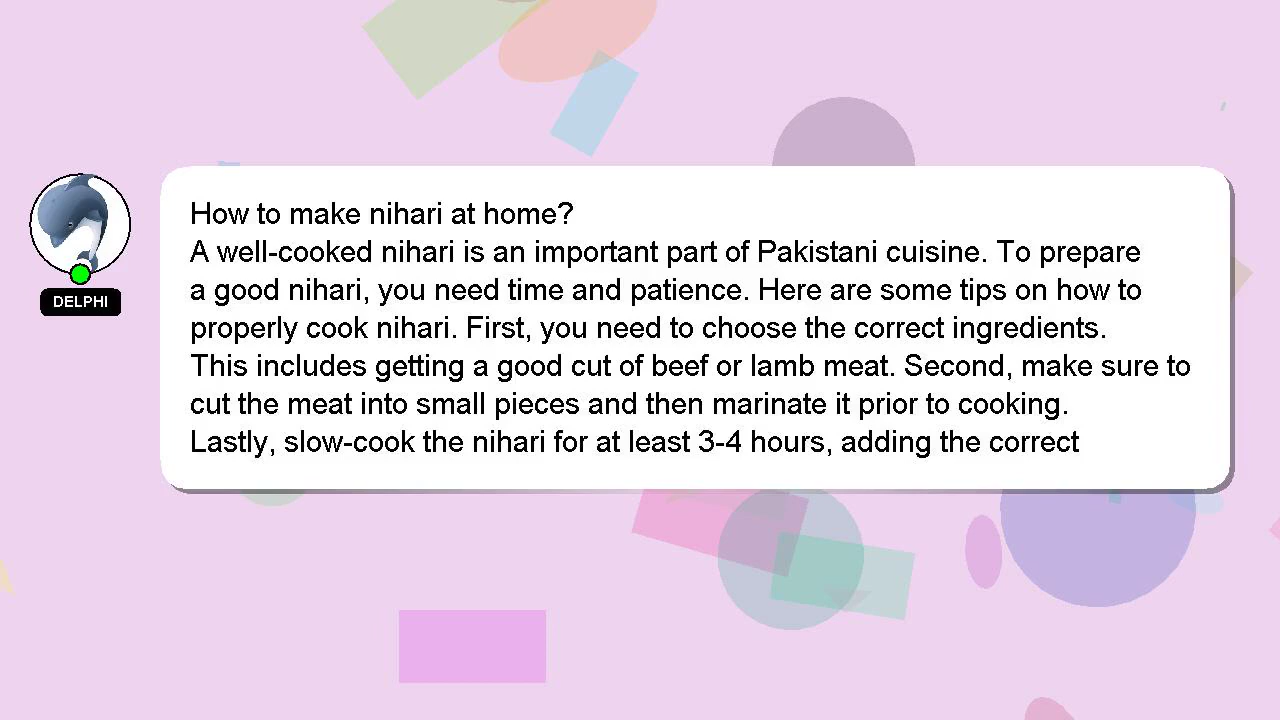 How to make nihari at home?
A well-cooked nihari is an important part of Pakistani cuisine. To prepare
a good nihari, you need time and patience. Here are some tips on how to
properly cook nihari. First, you need to choose the correct ingredients.
This includes getting a good cut of beef or lamb meat. Second, make sure to
cut the meat into small pieces and then marinate it prior to cooking.
Lastly, slow-cook the nihari for at least 3-4 hours, adding the correct
DELPHI